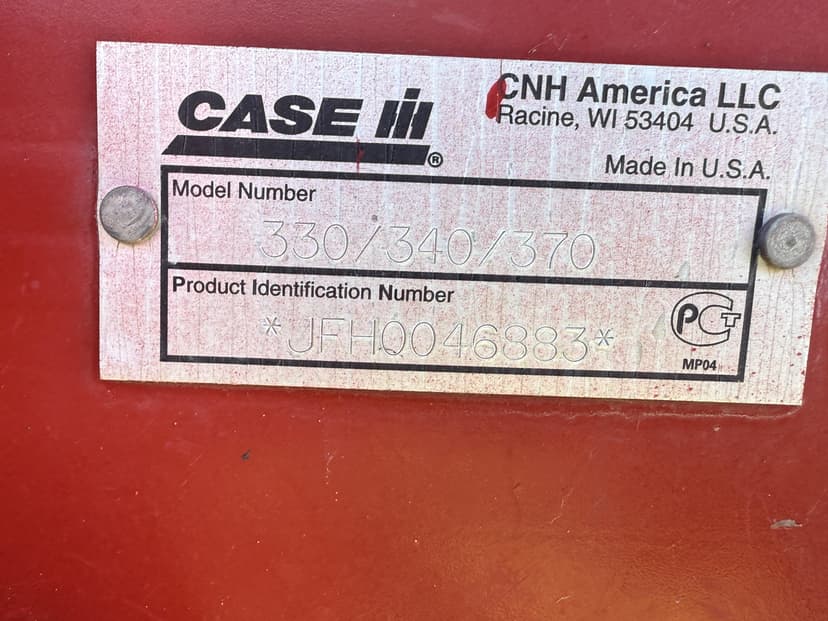 CASE IH®
CNH America LLC
Racine, WI 53404 U.S.A.
Made In U.S.A.
Model Number
330/340/370
Product Identification Number
*JFH0046883*
PCT
MP04